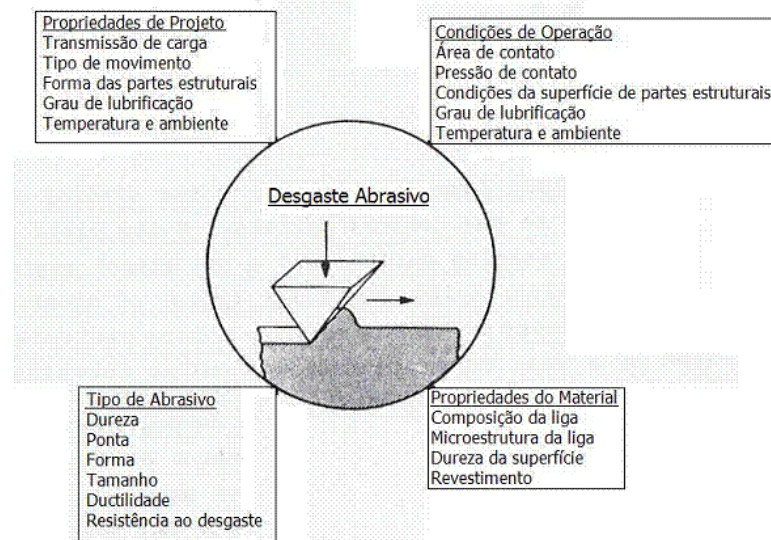 Propriedades de Projeto
Transmissão de carga
Tipo de movimento
Forma das partes estruturais
Grau de lubrificação
Temperatura e ambiente
Condições de Operação
Área de contato
Pressão de contato
Condições da superfície de partes estruturais
Grau de lubrificação
Temperatura e ambiente
Desgaste Abrasivo
Tipo de Abrasivo
Dureza
Ponta
Forma
Tamanho
Ductilidade
Resistência ao desgaste
Propriedades do Material
Composição da liga
Microestrutura da liga
Dureza da superfície
Revestimento